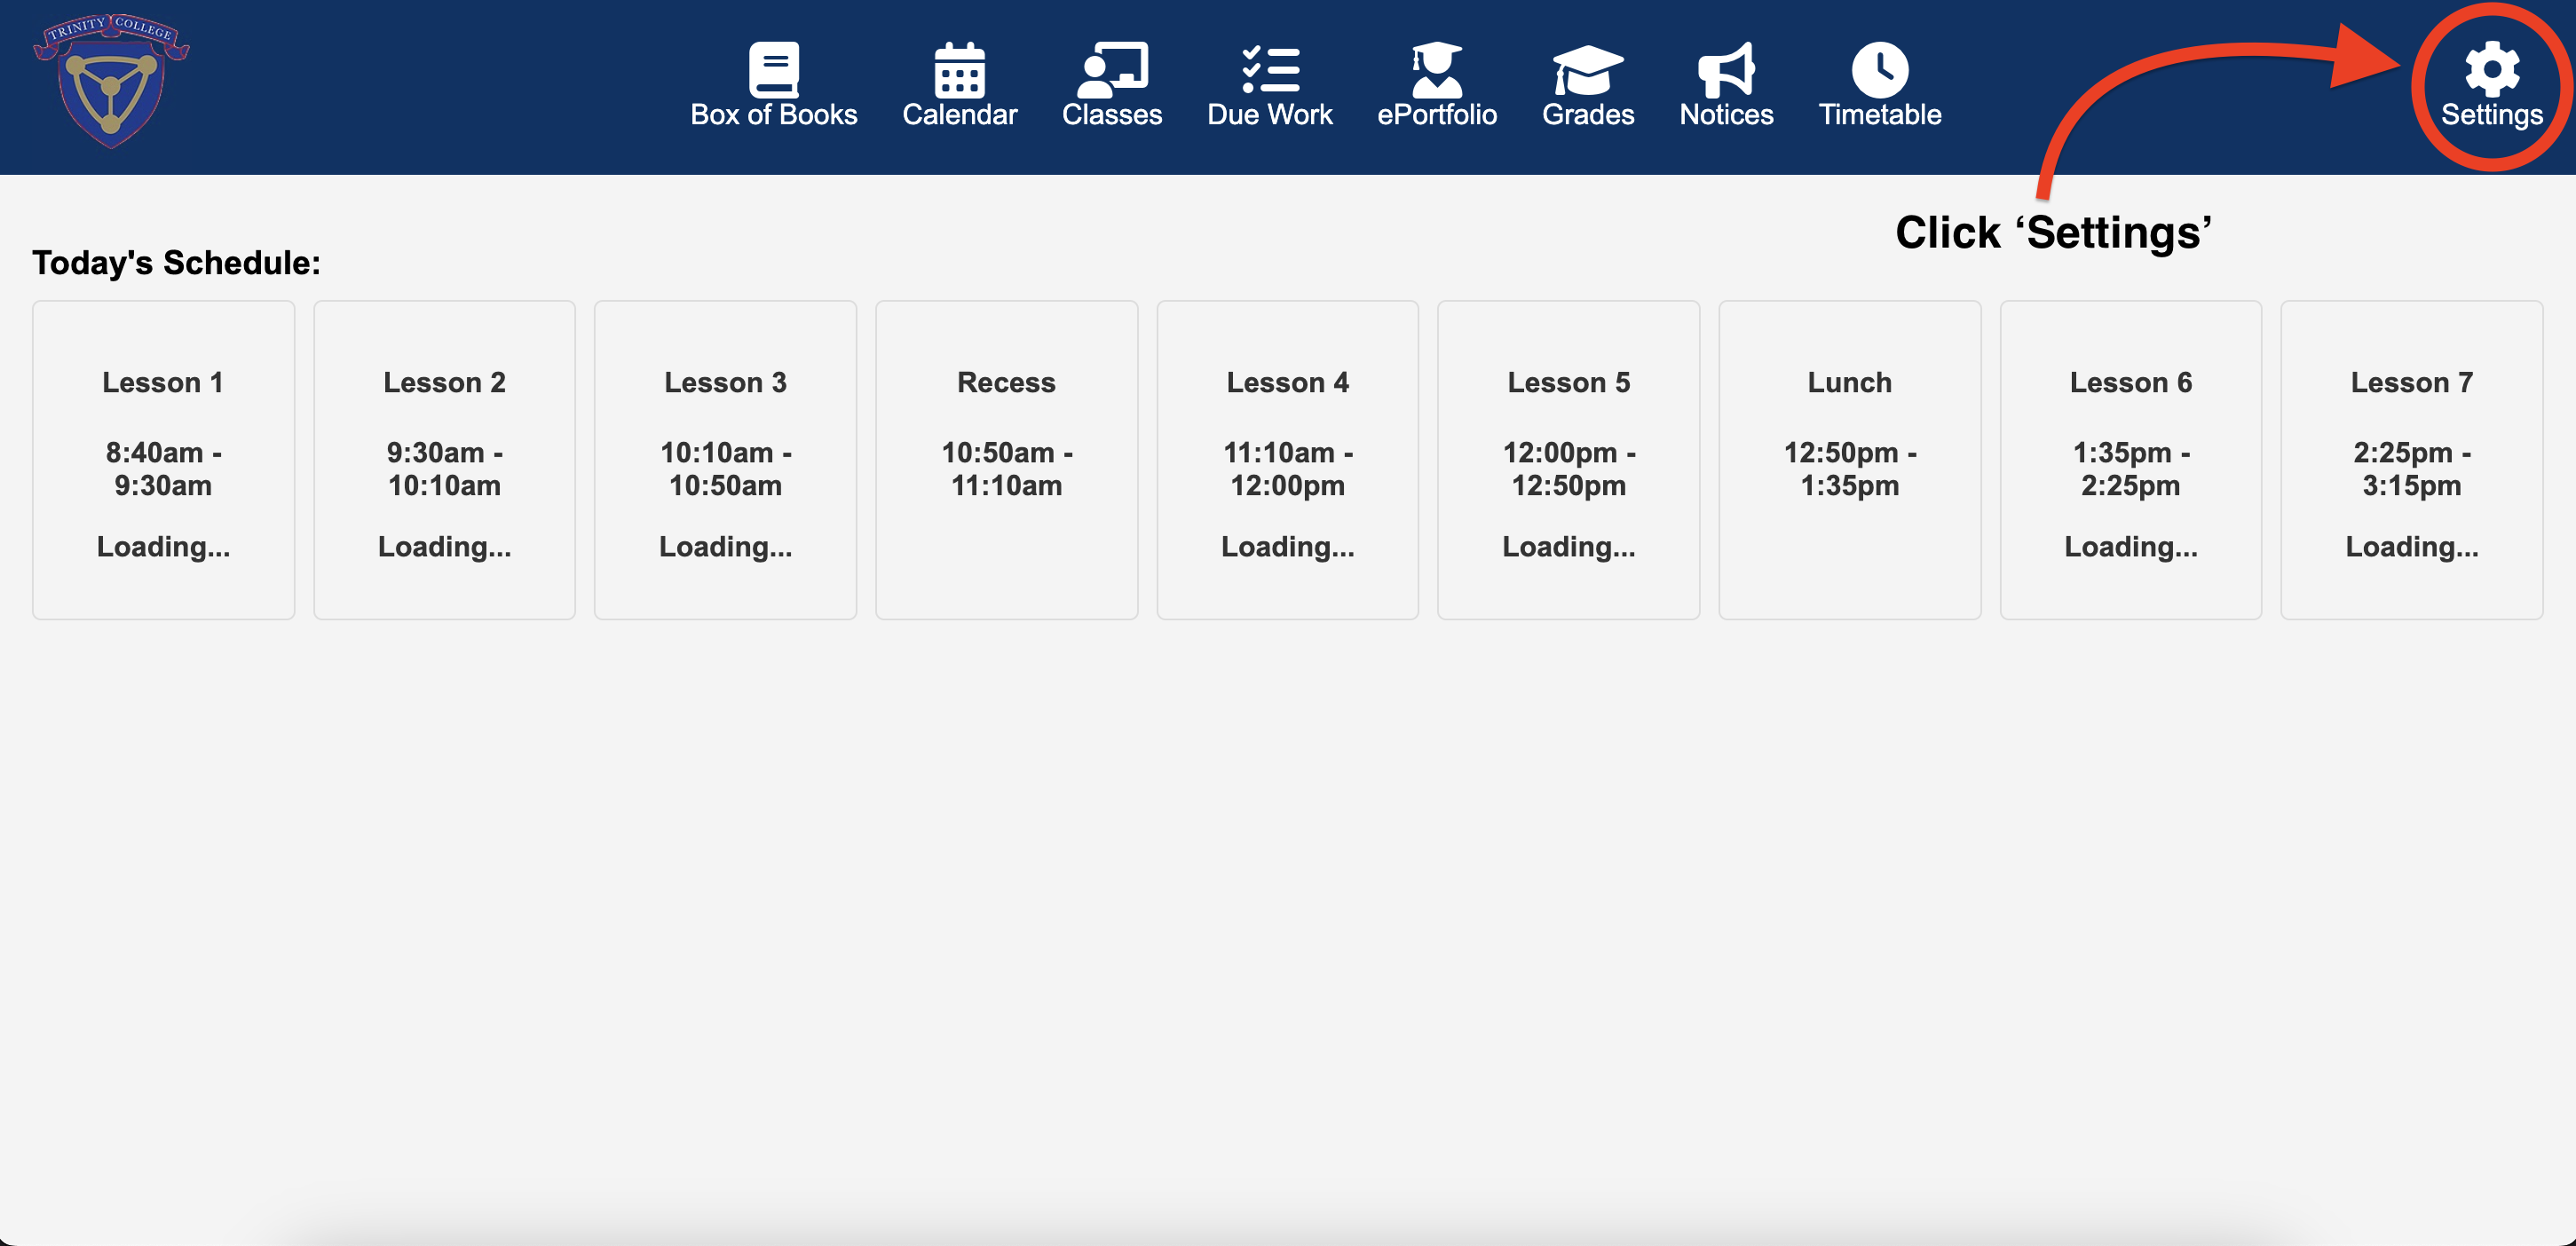 TRINITY COLLEGE
Box of Books
Calendar
Classes
Due Work
ePortfolio
Grades
Notices
Timetable
Settings
Click ‘Settings’
Today's Schedule:
Lesson 1
8:40am -
9:30am
Loading...
Lesson 2
9:30am -
10:10am
Loading...
Lesson 3
10:10am -
10:50am
Loading...
Recess
10:50am -
11:10am
Lesson 4
11:10am -
12:00pm
Loading...
Lesson 5
12:00pm -
12:50pm
Loading...
Lunch
12:50pm -
1:35pm
Lesson 6
1:35pm -
2:25pm
Loading...
Lesson 7
2:25pm -
3:15pm
Loading...